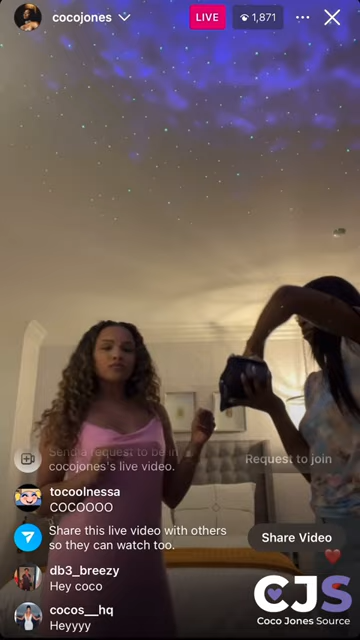 cocojones
LIVE
1,871
Send a request to be in
cocojones's live video.
Request to join
tocoolnessa
COCOOOO
Share this live video with others
so they can watch too.
Share Video
db3_breezy
Hey coco
cocos__hq
Heyyyy
CJS
Coco Jones Source